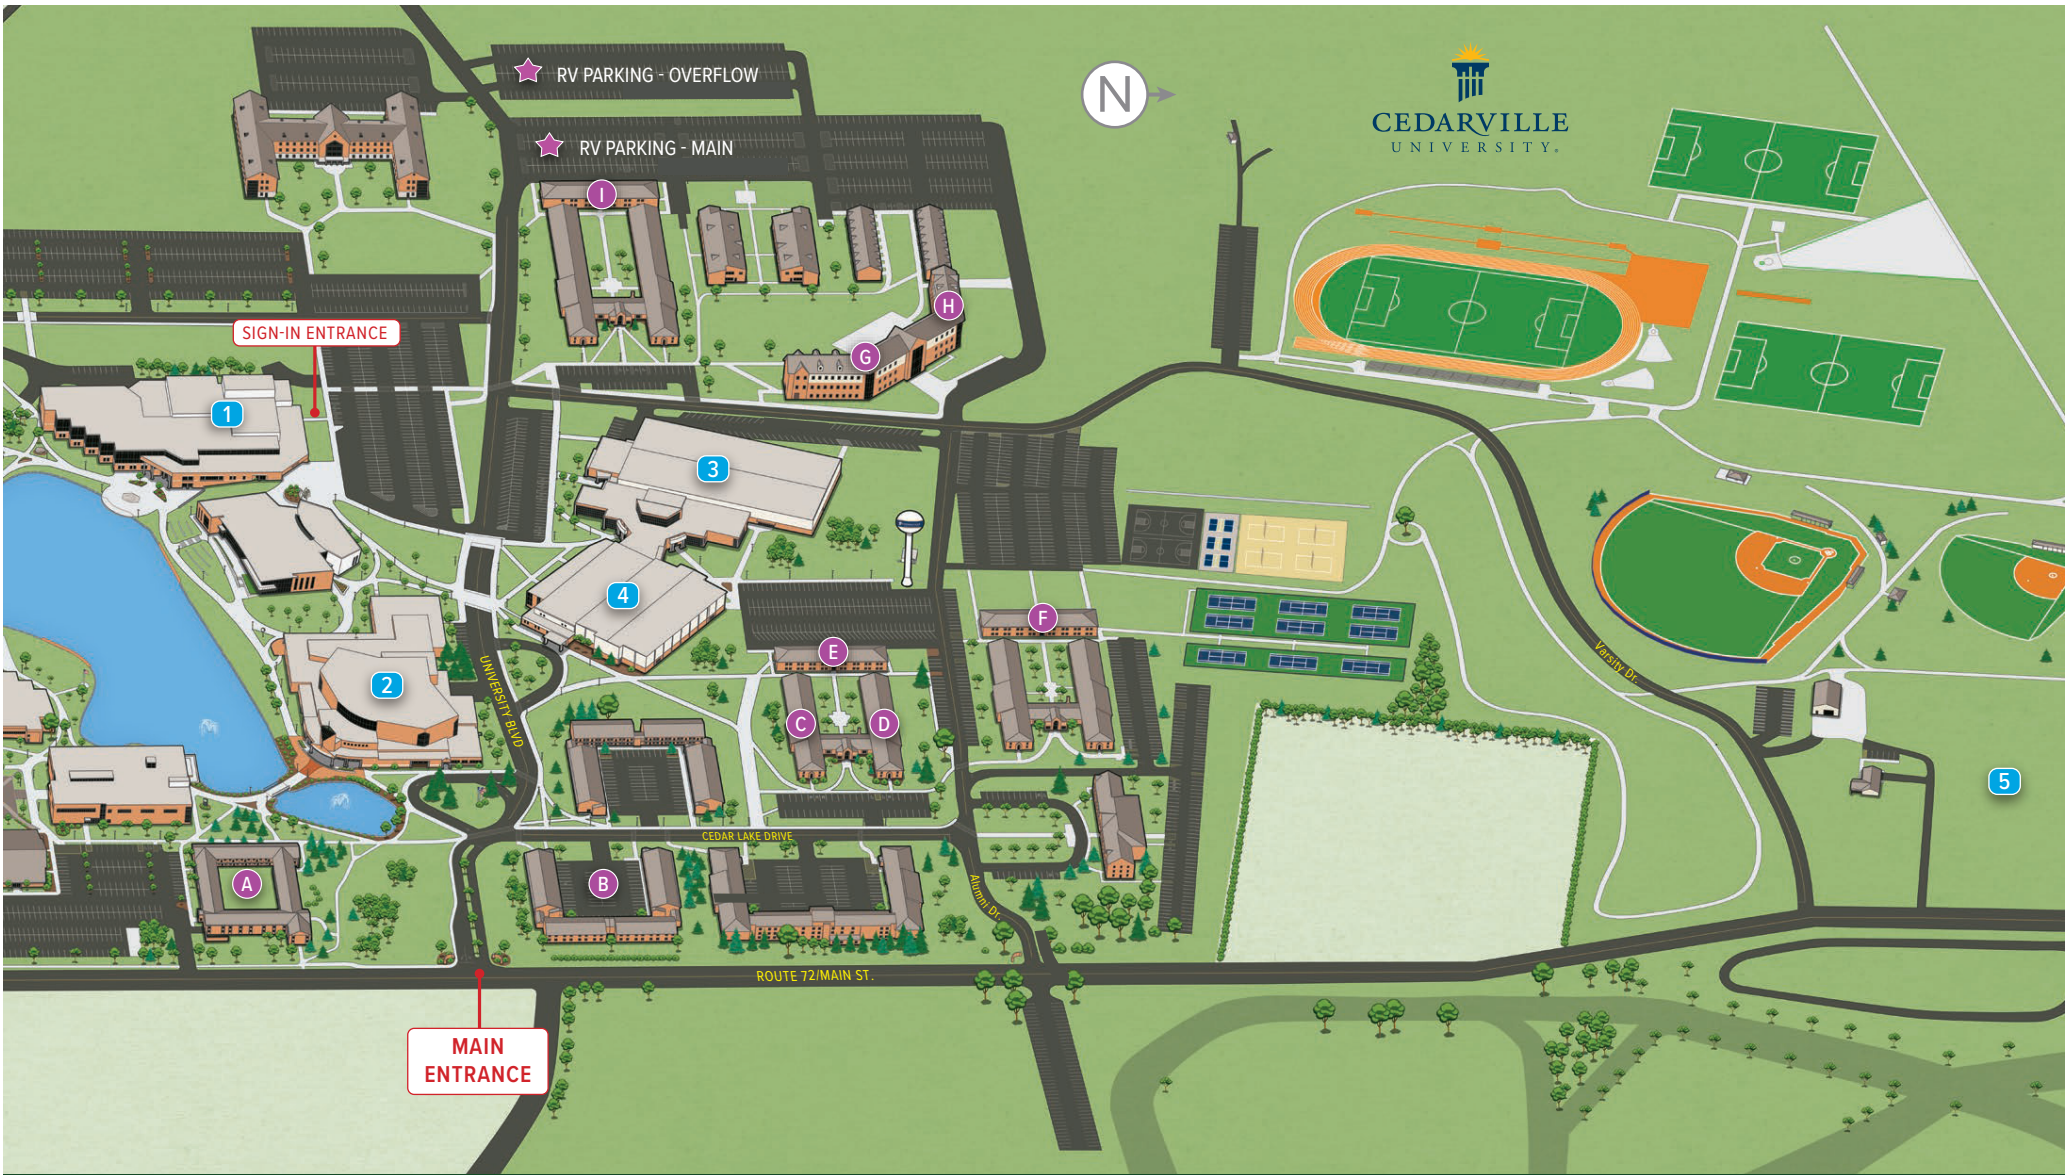 RV PARKING - OVERFLOW
RV PARKING - MAIN
N
CEDARVILLE
UNIVERSITY®
I
H
G
SIGN-IN ENTRANCE
1
3
4
F
E
2
UNIVERSITY BLVD
Varsity Dr.
C
D
5
CEDAR LAKE DRIVE
A
B
Alumni Dr.
ROUTE 72/MAIN ST.
MAIN
ENTRANCE